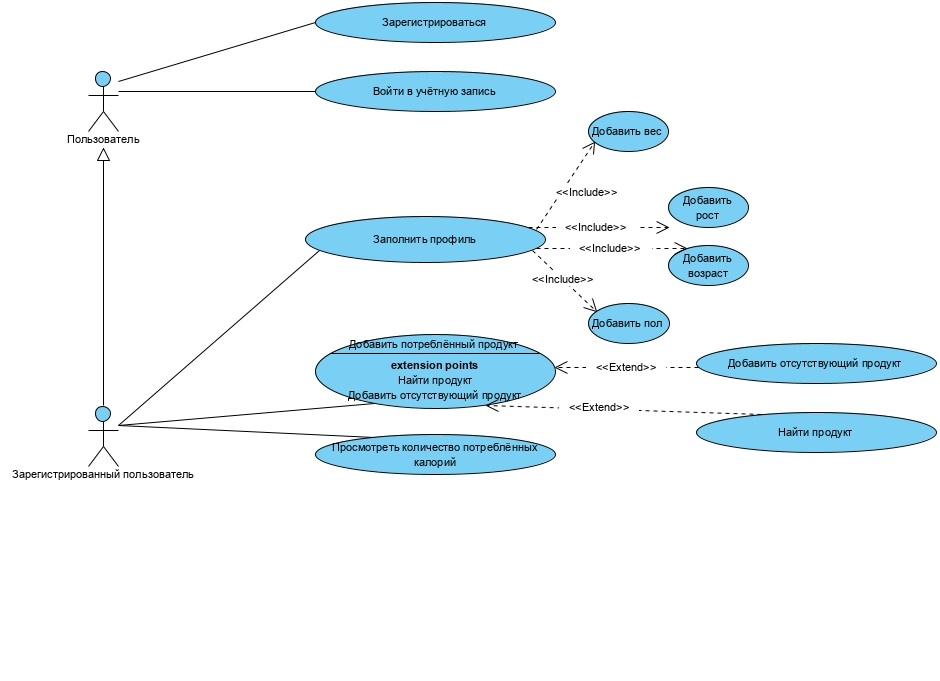 Зарегистрироваться
Войти в учётную запись
Пользователь
Добавить вес
<<Include>>
Добавить
рост
<<Include>>
Заполнить профиль
<<Include>>
Добавить
возраст
<<Include>>
Добавить пол
Добавить потреблённый продукт
extension points
Найти продукт
Добавить отсутствующий продукт
<<Extend>>
Добавить отсутствующий продукт
<<Extend>>
Найти продукт
Просмотреть количество потреблённых
калорий
Зарегистрированный пользователь